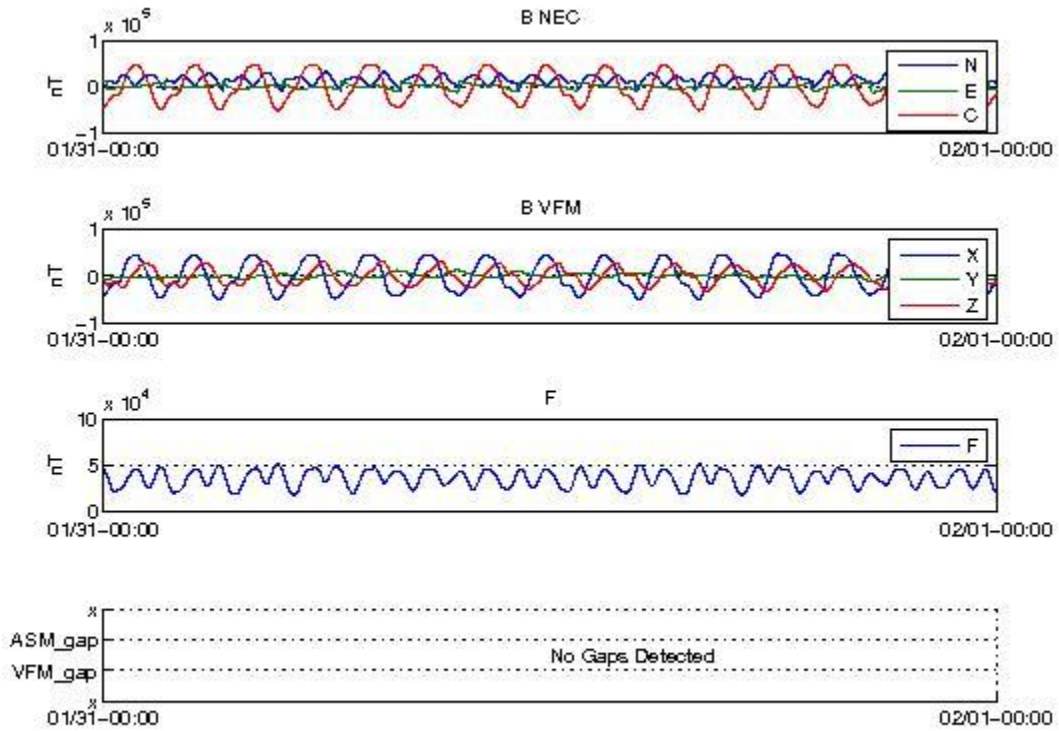 B NEC
x 10^5
1
0
−1
nT
N
E
C
01/31−00:00 02/01−00:00
B VFM
x 10^5
1
0
−1
nT
X
Y
Z
01/31−00:00 02/01−00:00
F
x 10^4
10
5
0
nT
F
01/31−00:00 02/01−00:00
x
ASM_gap
VFM_gap
x
No Gaps Detected
01/31−00:00 02/01−00:00